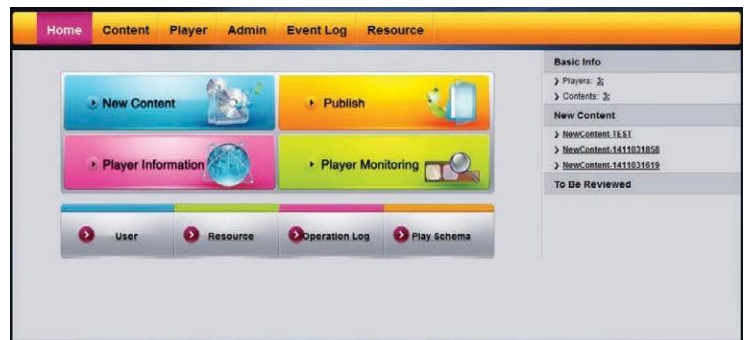 Home Content Player Admin Event Log Resource
New Content
Publish
Player Information
Player Monitoring
User
Resource
Operation Log
Play Schema
Basic Info
Players: 3;
Contents: 3;
New Content
NewContent.TEST
NewContent-1411031858
NewContent-1411031619
To Be Reviewed